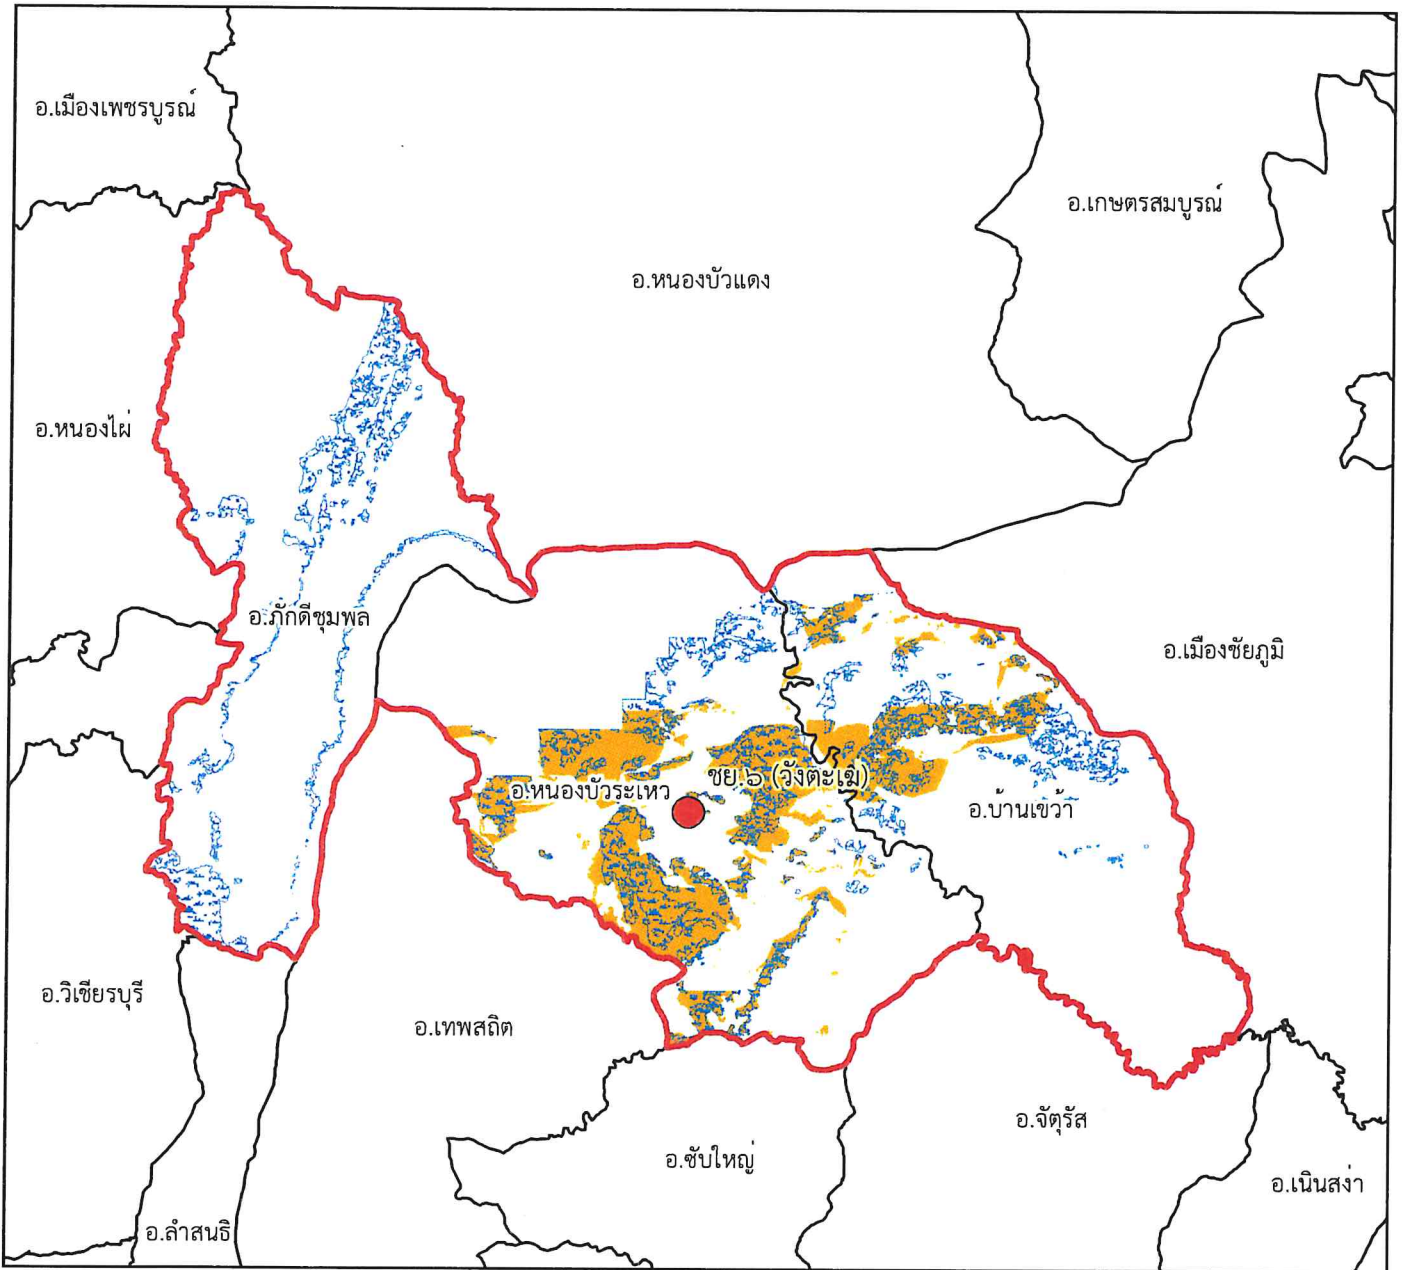 อ.เมืองเพชรบูรณ์
อ.เกษตรสมบูรณ์
อ.หนองบัวแดง
อ.หนองไผ่
อ.ภักดีชุมพล
อ.เมืองชัยภูมิ
ชย.๖ (วังตะเฆ่)
อ.หนองบัวระเหว
อ.บ้านเขว้า
อ.วิเชียรบุรี
อ.เทพสถิต
อ.จัตุรัส
อ.ซับใหญ่
อ.เนินสง่า
อ.ลำสนธิ